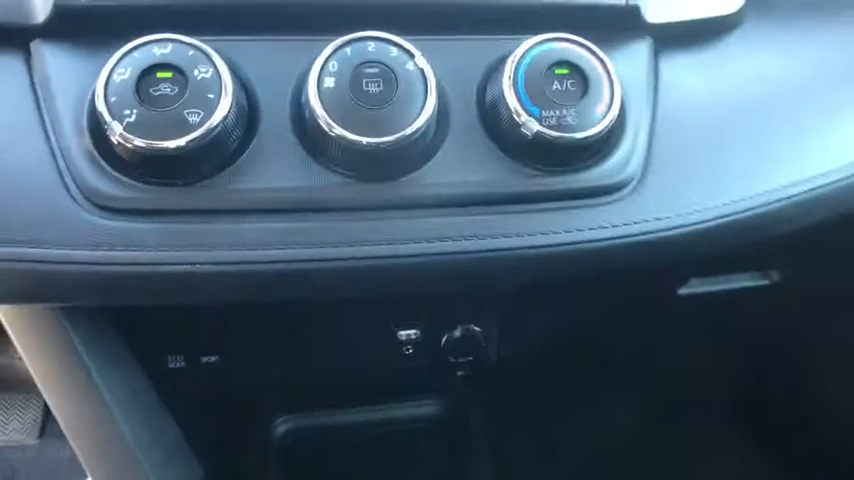 0 1 2 3 4
A/C
MAX A/C
USE
ECO
MODE
SPORT